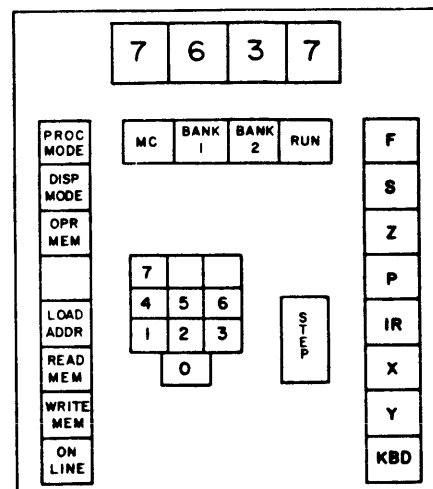 7 6 3 7
PROC MODE
MC
BANK 1
BANK 2
RUN
F
DISP MODE
S
OPR MEM
Z
7
P
4 5 6
LOAD ADDR
1 2 3
STEP
IR
READ MEM
0
X
WRITE MEM
Y
ON LINE
KBD